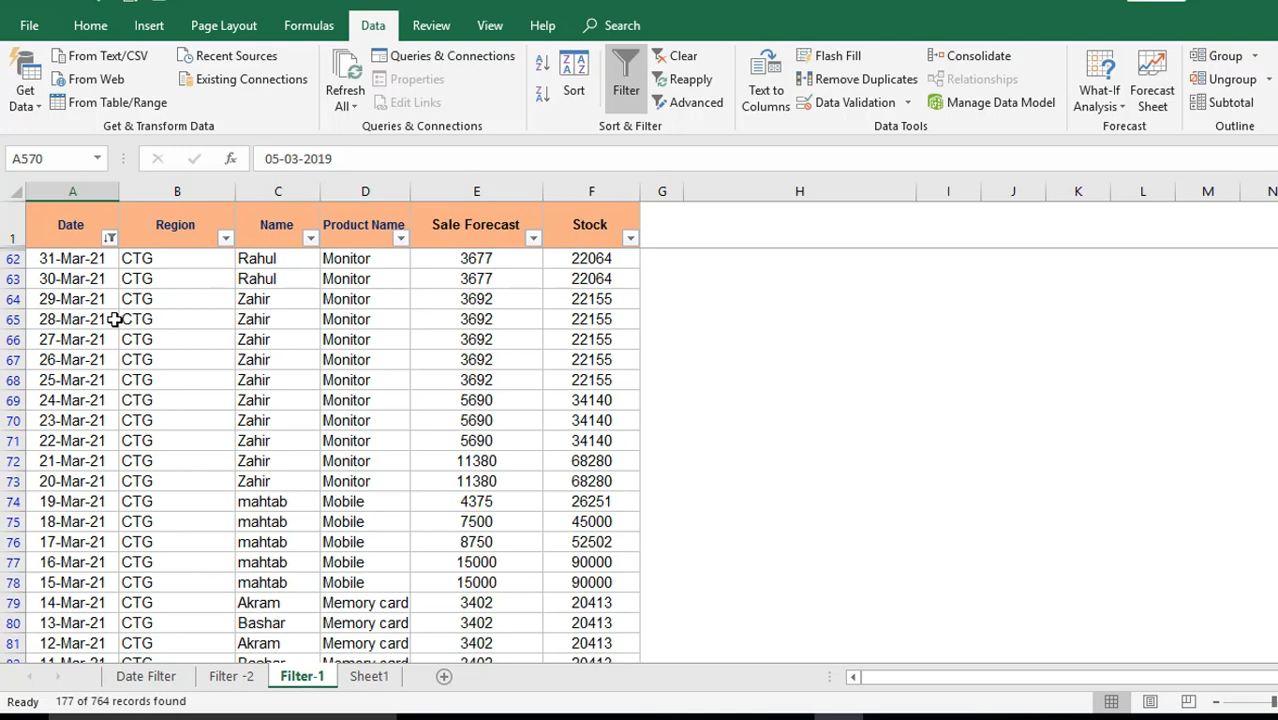 File Home Insert Page Layout Formulas Data Review View Help Search
From Text/CSV Recent Sources Queries & Connections Clear Flash Fill Consolidate Group
From Web Existing Connections Properties Reapply Remove Duplicates Relationships Ungroup
From Table/Range Edit Links Advanced Data Validation Manage Data Model Subtotal
Get Data Refresh All Sort Filter Text to Columns What-If Analysis Forecast Sheet
Get & Transform Data Queries & Connections Sort & Filter Data Tools Forecast Outline
A570 fx 05-03-2019
A B C D E F G H I J K L M N
1 Date Region Name Product Name Sale Forecast Stock
62 31-Mar-21 CTG Rahul Monitor 3677 22064
63 30-Mar-21 CTG Rahul Monitor 3677 22064
64 29-Mar-21 CTG Zahir Monitor 3692 22155
65 28-Mar-21 CTG Zahir Monitor 3692 22155
66 27-Mar-21 CTG Zahir Monitor 3692 22155
67 26-Mar-21 CTG Zahir Monitor 3692 22155
68 25-Mar-21 CTG Zahir Monitor 3692 22155
69 24-Mar-21 CTG Zahir Monitor 5690 34140
70 23-Mar-21 CTG Zahir Monitor 5690 34140
71 22-Mar-21 CTG Zahir Monitor 5690 34140
72 21-Mar-21 CTG Zahir Monitor 11380 68280
73 20-Mar-21 CTG Zahir Monitor 11380 68280
74 19-Mar-21 CTG mahtab Mobile 4375 26251
75 18-Mar-21 CTG mahtab Mobile 7500 45000
76 17-Mar-21 CTG mahtab Mobile 8750 52502
77 16-Mar-21 CTG mahtab Mobile 15000 90000
78 15-Mar-21 CTG mahtab Mobile 15000 90000
79 14-Mar-21 CTG Akram Memory card 3402 20413
80 13-Mar-21 CTG Bashar Memory card 3402 20413
81 12-Mar-21 CTG Akram Memory card 3402 20413
Date Filter Filter -2 Filter-1 Sheet1
Ready 177 of 764 records found